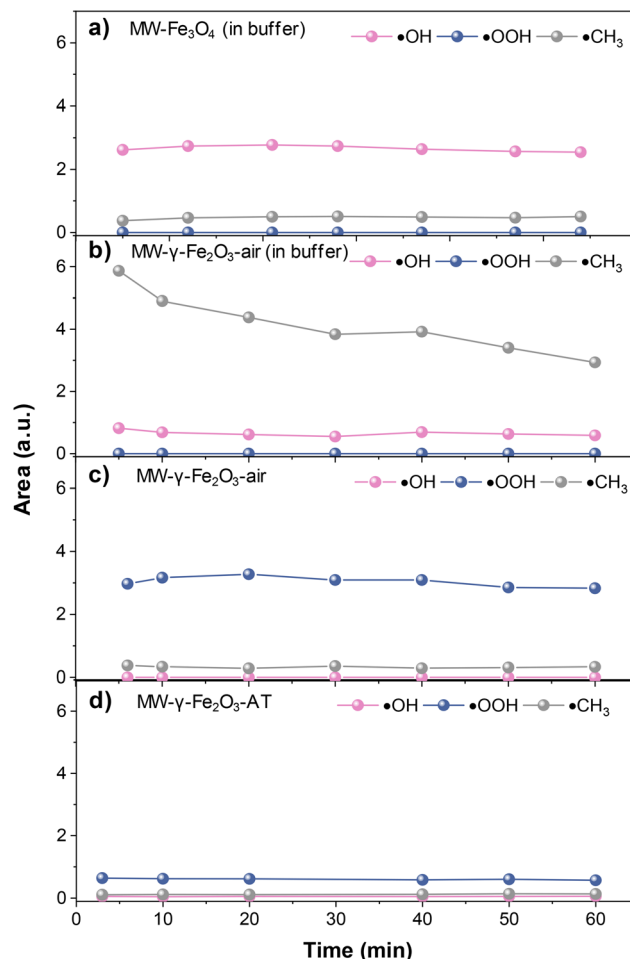 a) MW-Fe₃O₄ (in buffer)
●OH ●OOH ●CH₃
6
4
2
0
b) MW-γ-Fe₂O₃-air (in buffer)
●OH ●OOH ●CH₃
6
4
2
0
c) MW-γ-Fe₂O₃-air
●OH ●OOH ●CH₃
6
4
2
0
d) MW-γ-Fe₂O₃-AT
●OH ●OOH ●CH₃
6
4
2
0
0 10 20 30 40 50 60
Time (min)
Area (a.u.)